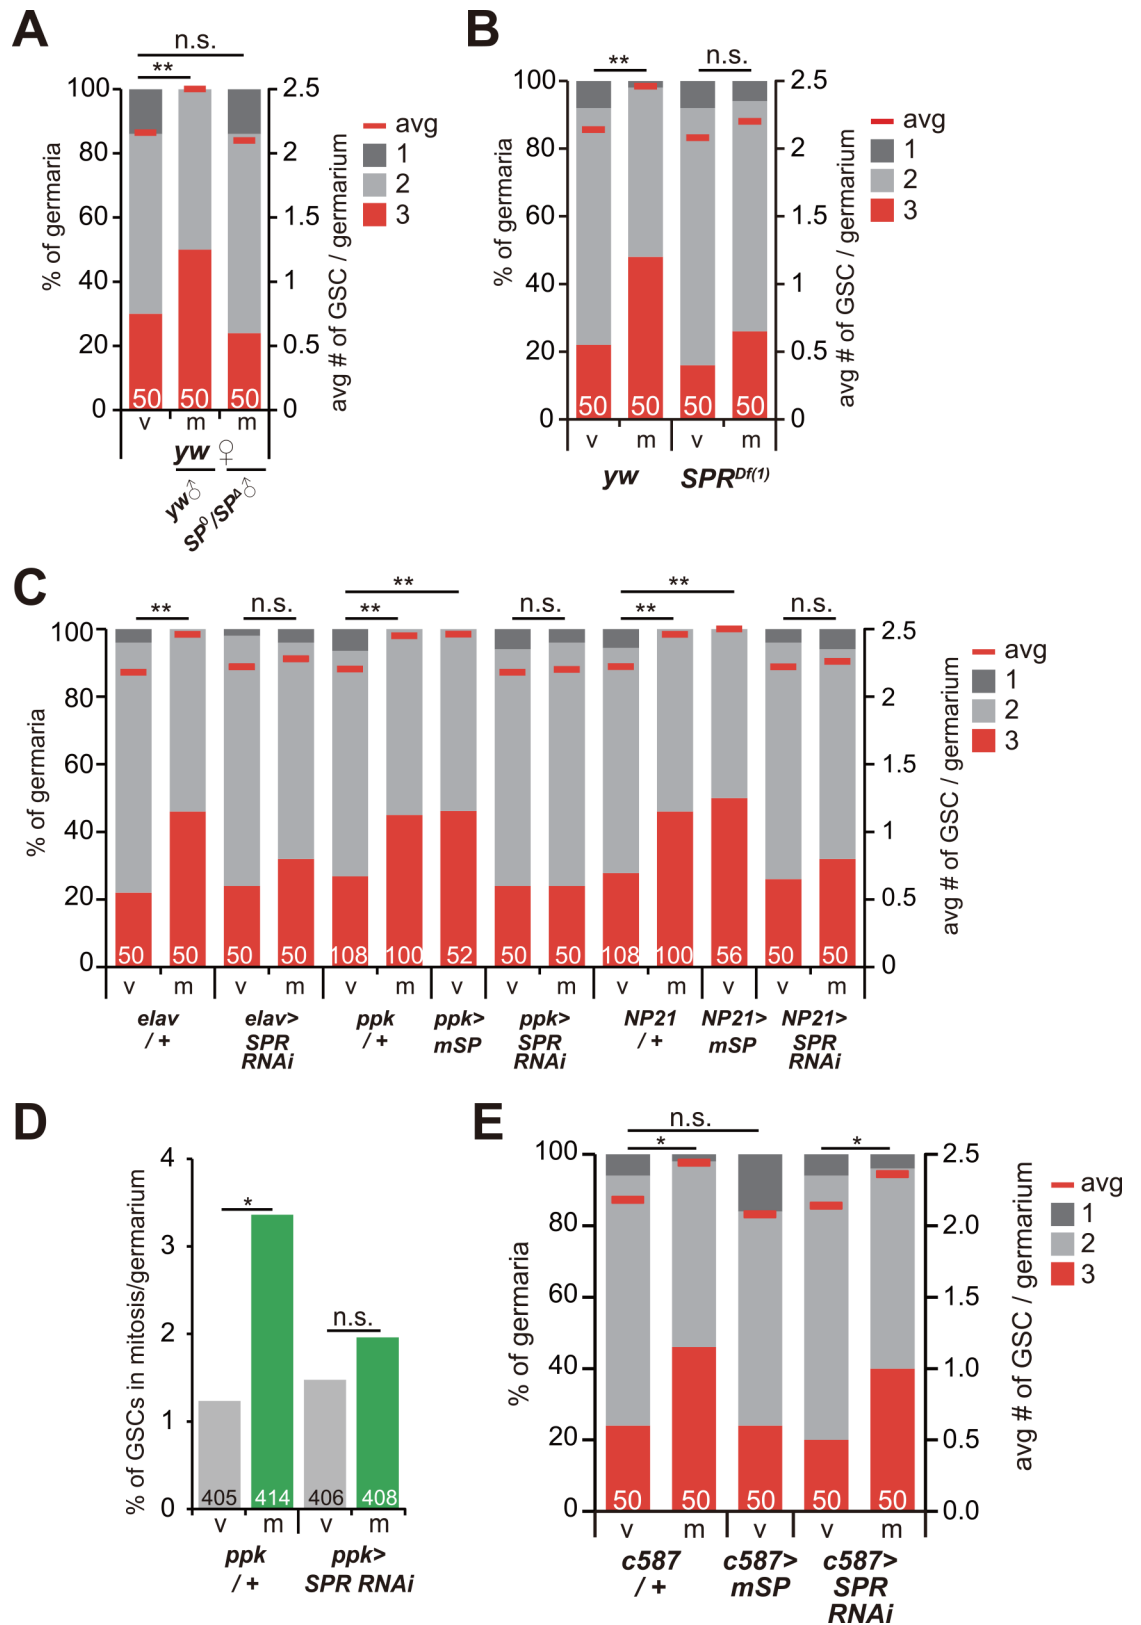 A
n.s.
**
100
80
60
40
20
0
% of germaria
2.5
2
1.5
1
0.5
0
avg # of GSC / germarium
avg
1
2
3
50 50 50
v m m
yw ♀
yw♂ SP⁰/SPᐞ♂
B
** n.s.
100
80
60
40
20
0
% of germaria
2.5
2
1.5
1
0.5
0
avg # of GSC / germarium
avg
1
2
3
50 50 50 50
v m v m
yw SPR^Df(1)
C
** **
** n.s. ** n.s. ** n.s.
100
80
60
40
20
0
% of germaria
2.5
2
1.5
1
0.5
0
avg # of GSC / germarium
avg
1
2
3
50 50 50 50 108 100 52 50 50 108 100 56 50 50
v m v m v m v v m v m v v m
elav elav> ppk ppk> ppk> NP21 NP21> NP21>
/ + SPR / + mSP SPR / + mSP SPR
RNAi RNAi RNAi
D
4
3
2
1
0
% of GSCs in mitosis/germarium
*
n.s.
405 414 406 408
v m v m
ppk ppk>
/ + SPR RNAi
E
n.s.
* *
100
80
60
40
20
0
% of germaria
2.5
2.0
1.5
1.0
0.5
0.0
avg # of GSC / germarium
avg
1
2
3
50 50 50 50 50
v m v v m
c587 c587> c587>
/ + mSP SPR
RNAi